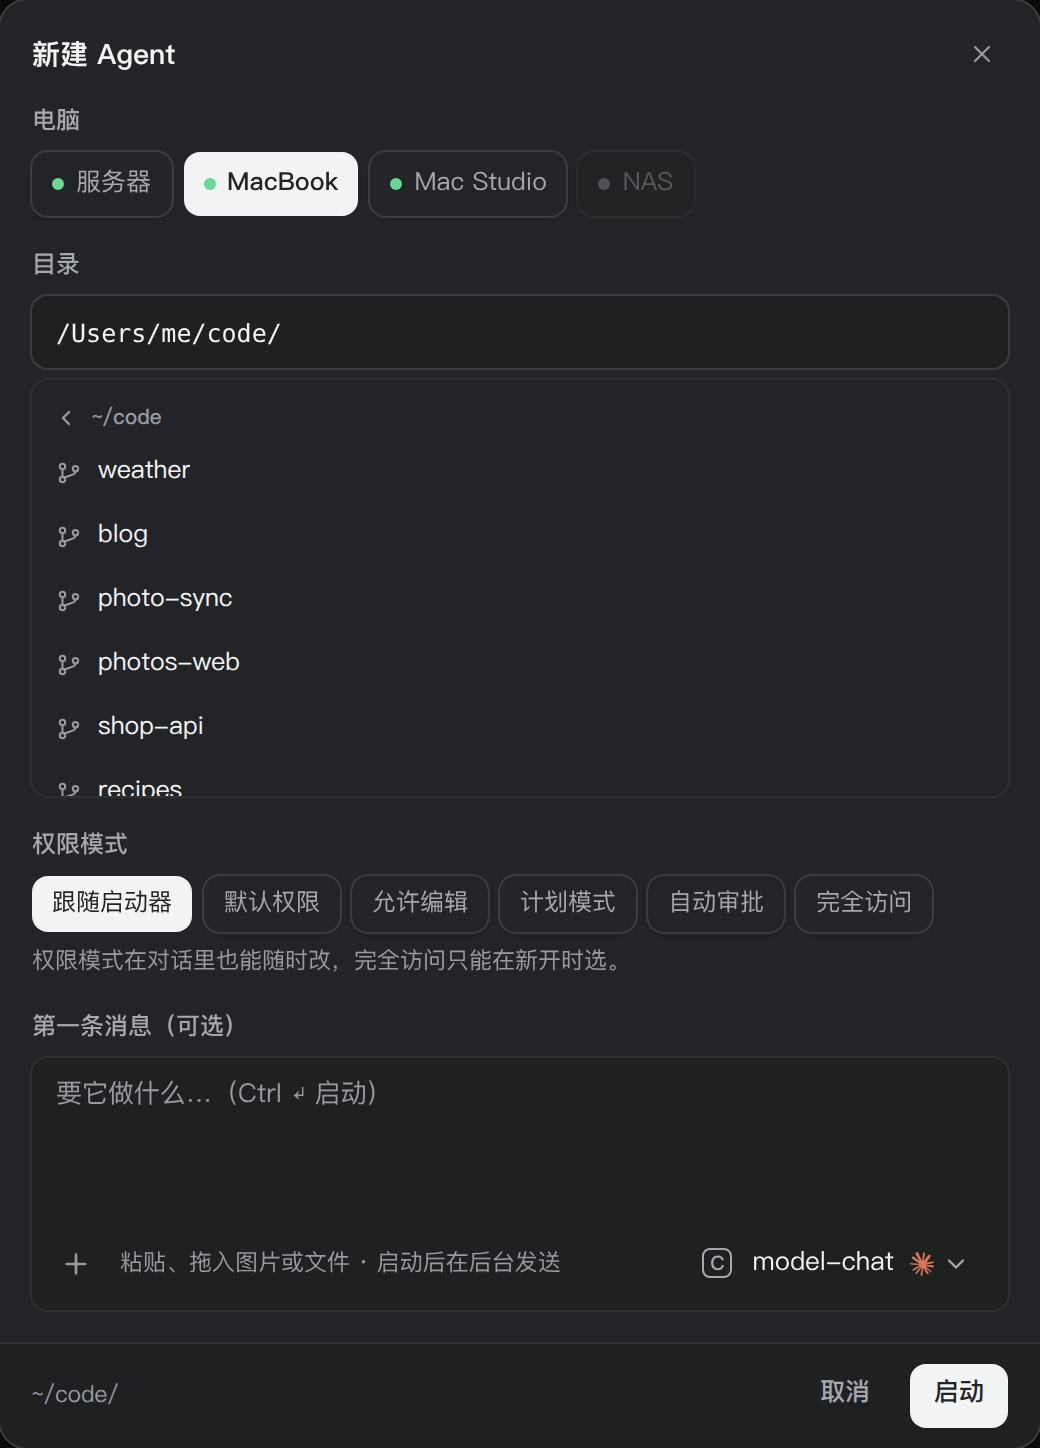 新建 Agent
电脑
服务器
MacBook
Mac Studio
NAS
目录
/Users/me/code/
~/code
weather
blog
photo-sync
photos-web
shop-api
recipes
权限模式
跟随启动器
默认权限
允许编辑
计划模式
自动审批
完全访问
权限模式在对话里也能随时改，完全访问只能在新开时选。
第一条消息（可选）
要它做什么…（Ctrl ↲ 启动）
粘贴、拖入图片或文件 · 启动后在后台发送
C
model-chat
~/code/
取消
启动